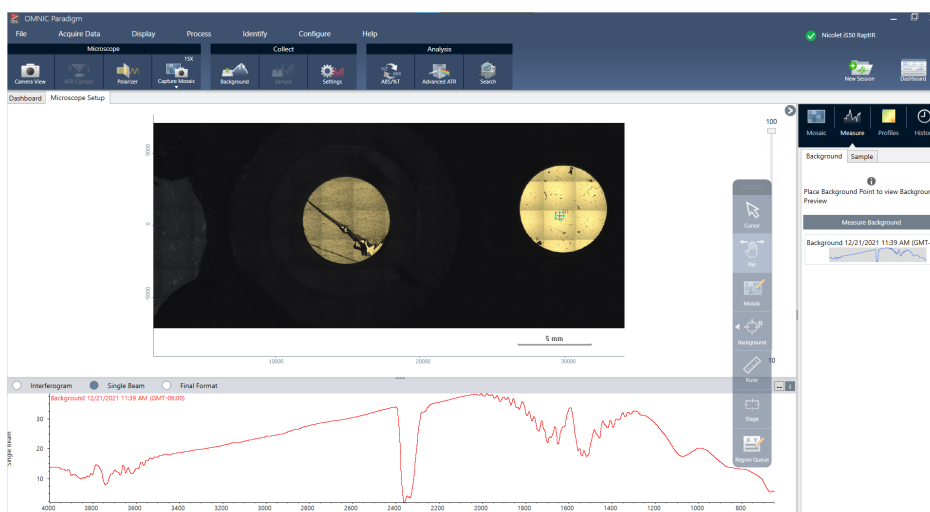 OMNIC Paradigm
File Acquire Data Display Process Identify Configure Help
Nicolet iS50 RaptIR
Microscope Collect Analysis
15X
Camera View ATR Contact Polarizer Capture Mosaic Background Sample Settings ABS/%T Advanced ATR Search
New Session Dashboard
Dashboard Microscope Setup
100
Mosaic Measure Profiles Histo
Background Sample
Place Background Point to view Backgroun
Preview
Measure Background
Background 12/21/2021 11:39 AM (GMT-
5000
0
-5000
5 mm
10000 20000 30000
10
Cursor
Pan
Mosaic
B
Background
Ruler
Stage
X Y
Region Queue
Interferogram Single Beam Final Format
Background 12/21/2021 11:39 AM (GMT-06:00)
Single Beam
30
20
10
4000 3800 3600 3400 3200 3000 2800 2600 2400 2200 2000 1800 1600 1400 1200 1000 800